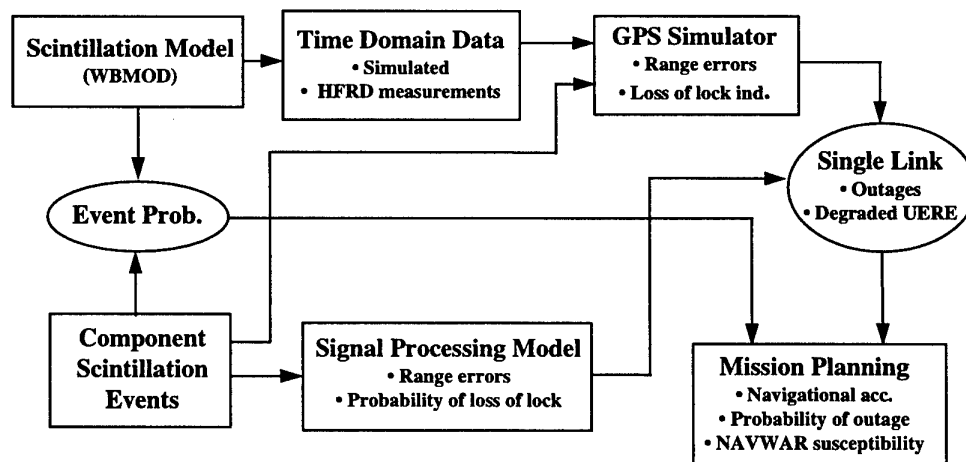 Scintillation Model
(WBMOD)
Time Domain Data
• Simulated
• HFRD measurements
GPS Simulator
• Range errors
• Loss of lock ind.
Single Link
• Outages
• Degraded UERE
Event Prob.
Component
Scintillation
Events
Signal Processing Model
• Range errors
• Probability of loss of lock
Mission Planning
• Navigational acc.
• Probability of outage
• NAVWAR susceptibility